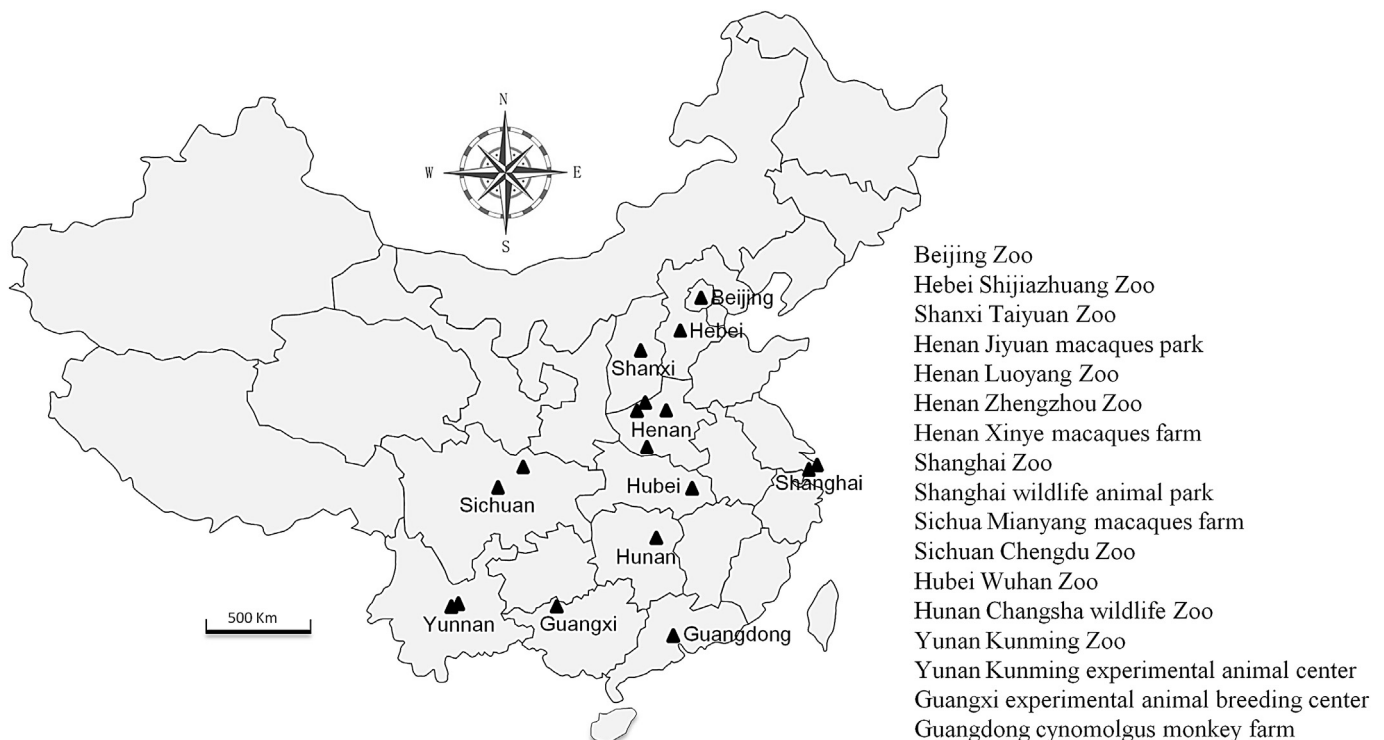 N
W
E
S
Beijing
Hebei
Shanxi
Henan
Shanghai
Hubei
Sichuan
Hunan
Yunnan
Guangxi
Guangdong
500 Km
Beijing Zoo
Hebei Shijiazhuang Zoo
Shanxi Taiyuan Zoo
Henan Jiyuan macaques park
Henan Luoyang Zoo
Henan Zhengzhou Zoo
Henan Xinye macaques farm
Shanghai Zoo
Shanghai wildlife animal park
Sichua Mianyang macaques farm
Sichuan Chengdu Zoo
Hubei Wuhan Zoo
Hunan Changsha wildlife Zoo
Yunan Kunming Zoo
Yunan Kunming experimental animal center
Guangxi experimental animal breeding center
Guangdong cynomolgus monkey farm